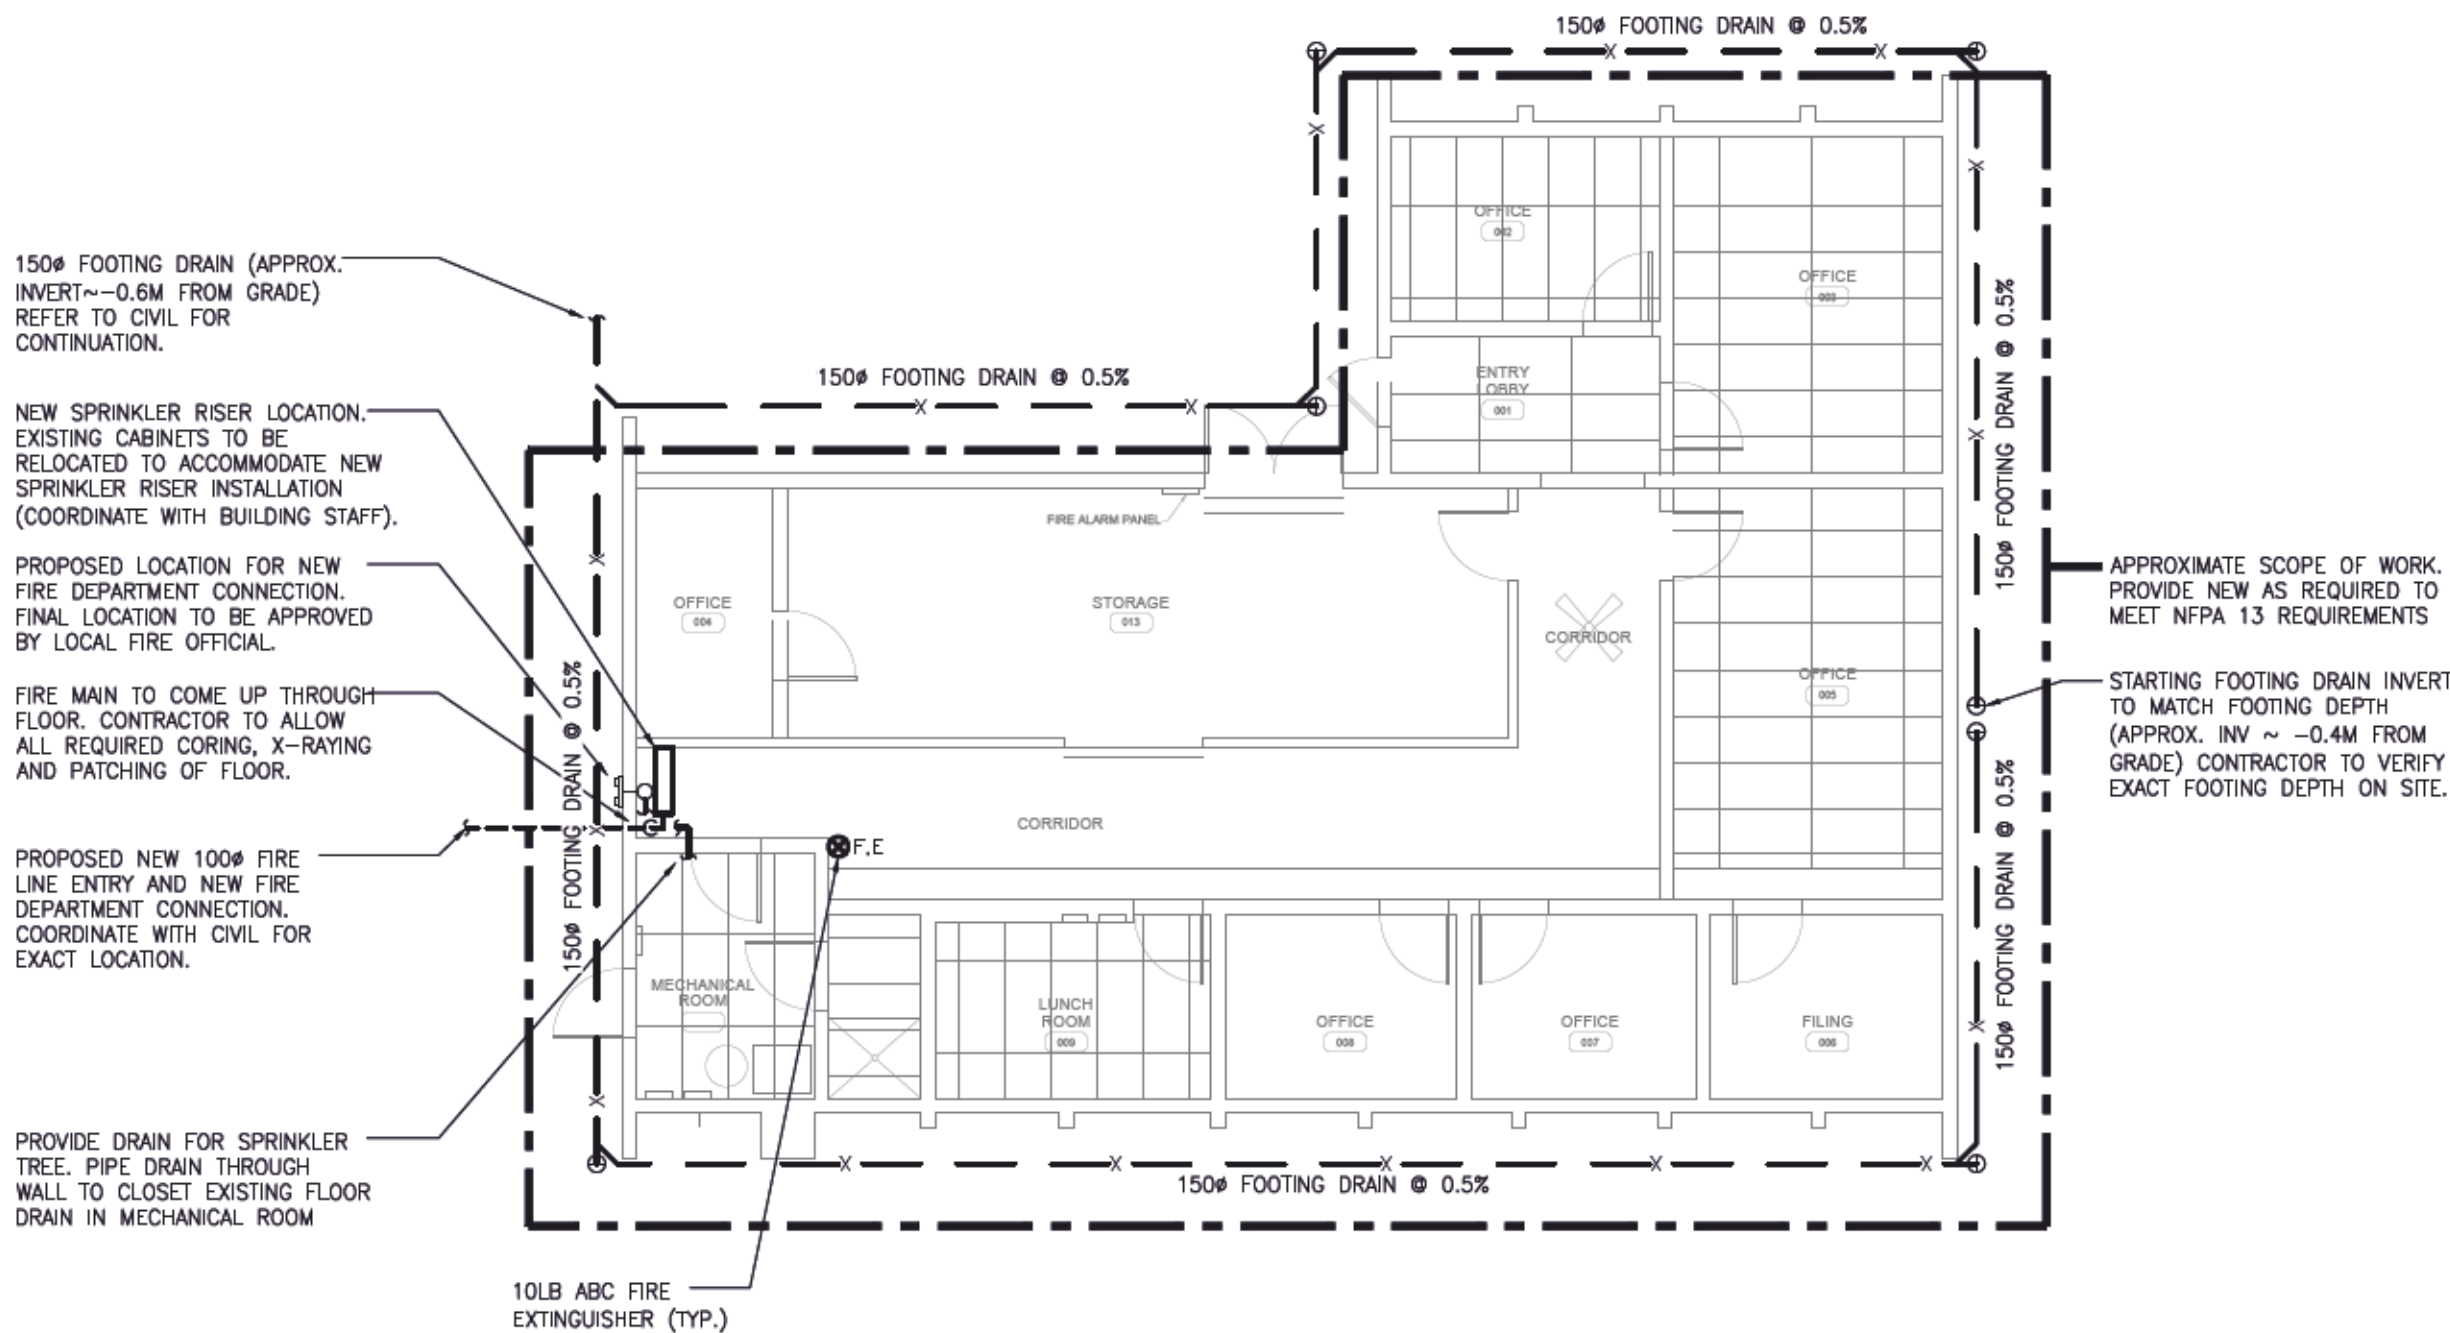 150ø FOOTING DRAIN @ 0.5%
150ø FOOTING DRAIN (APPROX.
INVERT~-0.6M FROM GRADE)
REFER TO CIVIL FOR
CONTINUATION.
NEW SPRINKLER RISER LOCATION.
EXISTING CABINETS TO BE
RELOCATED TO ACCOMMODATE NEW
SPRINKLER RISER INSTALLATION
(COORDINATE WITH BUILDING STAFF).
PROPOSED LOCATION FOR NEW
FIRE DEPARTMENT CONNECTION.
FINAL LOCATION TO BE APPROVED
BY LOCAL FIRE OFFICIAL.
FIRE MAIN TO COME UP THROUGH
FLOOR. CONTRACTOR TO ALLOW
ALL REQUIRED CORING, X-RAYING
AND PATCHING OF FLOOR.
PROPOSED NEW 100ø FIRE
LINE ENTRY AND NEW FIRE
DEPARTMENT CONNECTION.
COORDINATE WITH CIVIL FOR
EXACT LOCATION.
PROVIDE DRAIN FOR SPRINKLER
TREE. PIPE DRAIN THROUGH
WALL TO CLOSET EXISTING FLOOR
DRAIN IN MECHANICAL ROOM
10LB ABC FIRE
EXTINGUISHER (TYP.)
150ø FOOTING DRAIN @ 0.5%
150ø FOOTING DRAIN @ 0.5%
150ø FOOTING DRAIN @ 0.5%
OFFICE
002
OFFICE
003
ENTRY
LOBBY
001
FIRE ALARM PANEL
OFFICE
004
STORAGE
013
CORRIDOR
OFFICE
005
CORRIDOR
F.E
MECHANICAL
ROOM
LUNCH
ROOM
009
OFFICE
008
OFFICE
007
FILING
006
150ø FOOTING DRAIN @ 0.5%
150ø FOOTING DRAIN @ 0.5%
150ø FOOTING DRAIN @ 0.5%
APPROXIMATE SCOPE OF WORK.
PROVIDE NEW AS REQUIRED TO
MEET NFPA 13 REQUIREMENTS
STARTING FOOTING DRAIN INVERT
TO MATCH FOOTING DEPTH
(APPROX. INV ~ -0.4M FROM
GRADE) CONTRACTOR TO VERIFY
EXACT FOOTING DEPTH ON SITE.